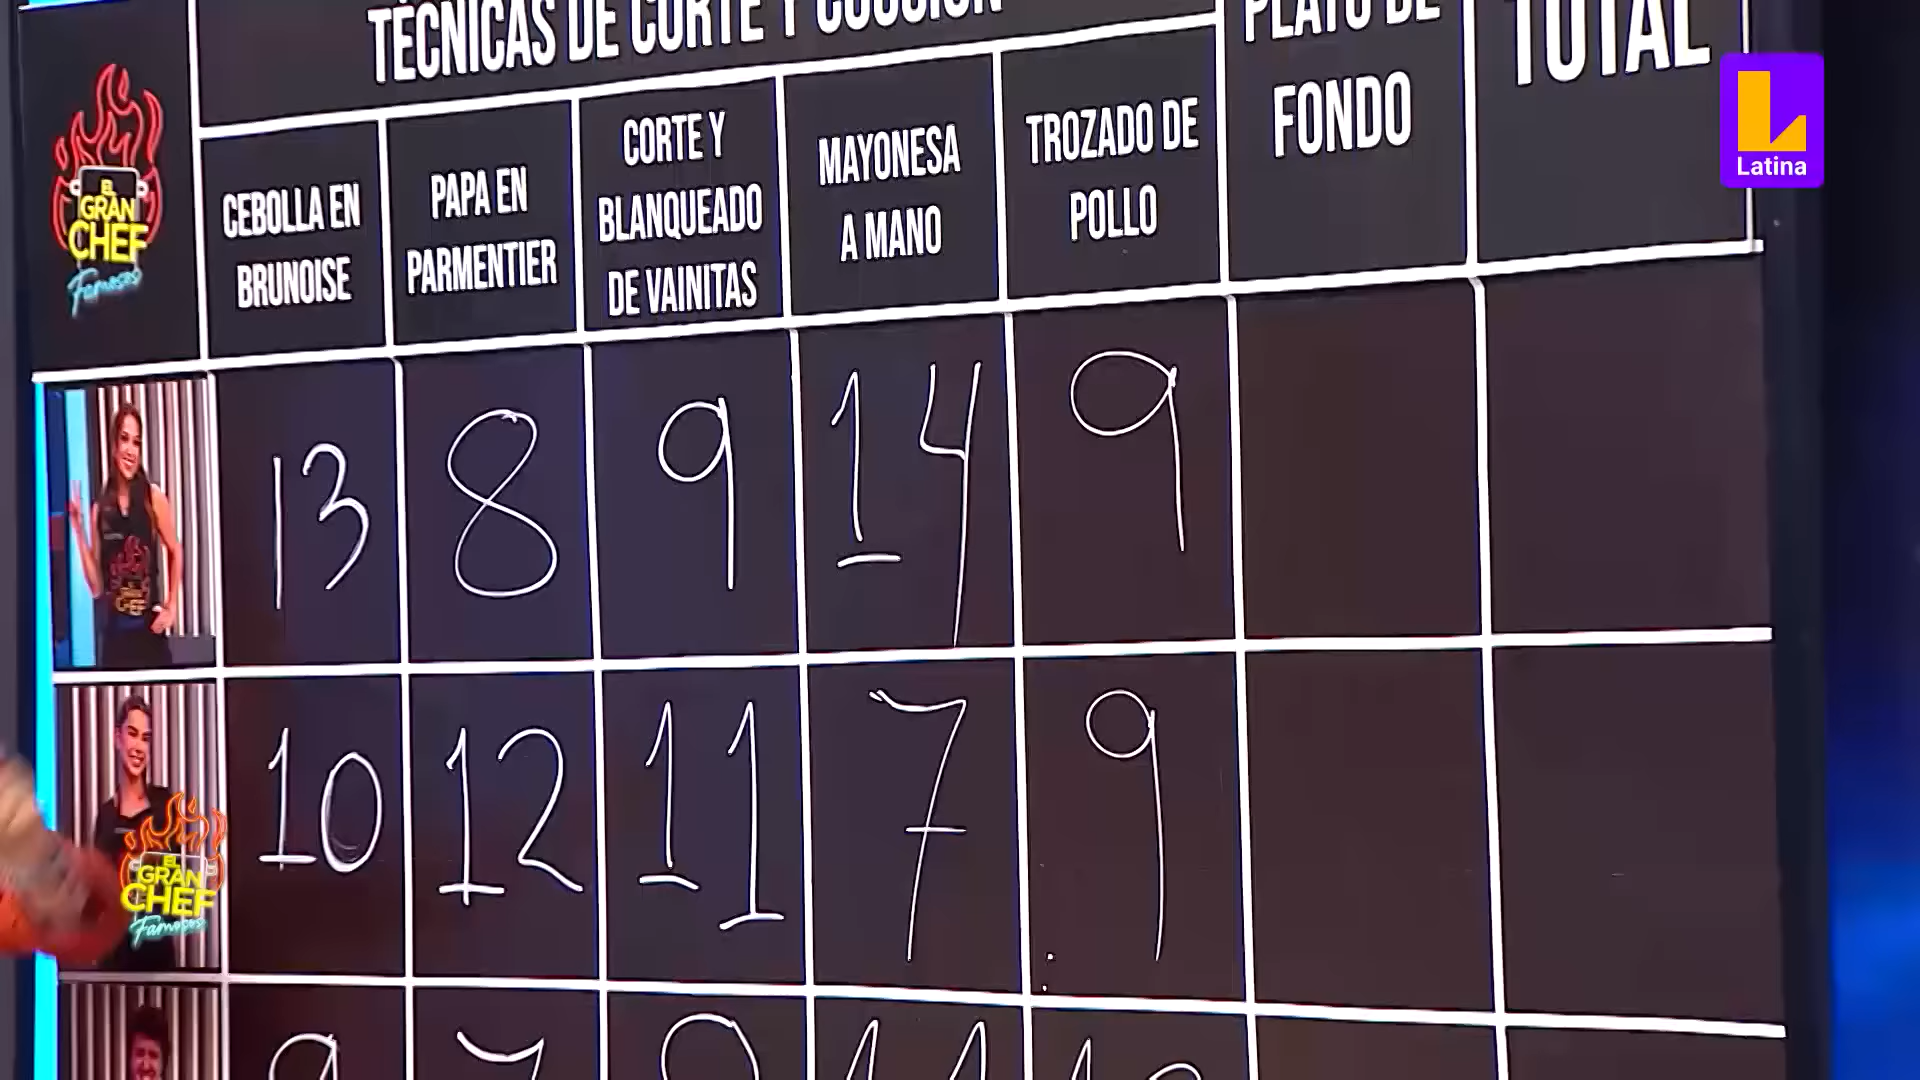 TÉCNICAS DE CORTE Y COCCIÓN
PLATO DE
FONDO
TOTAL
Latina
EL
GRAN
CHEF
Famosos
CEBOLLA EN
BRUNOISE
PAPA EN
PARMENTIER
CORTE Y
BLANQUEADO
DE VAINITAS
MAYONESA
A MANO
TROZADO DE
POLLO
13 8 9 14 9
10 12 11 7 9
EL
GRAN
CHEF
Famosos